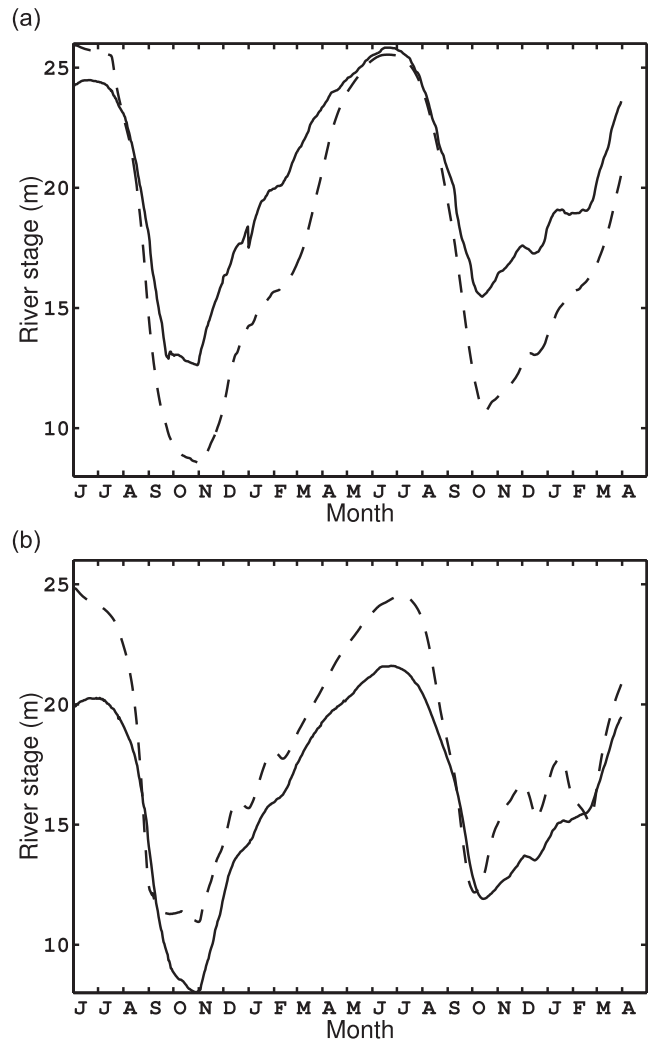 (a)
25
20
15
10
River stage (m)
J J A S O N D J F M A M J J A S O N D J F M A
Month
(b)
25
20
15
10
River stage (m)
J J A S O N D J F M A M J J A S O N D J F M A
Month